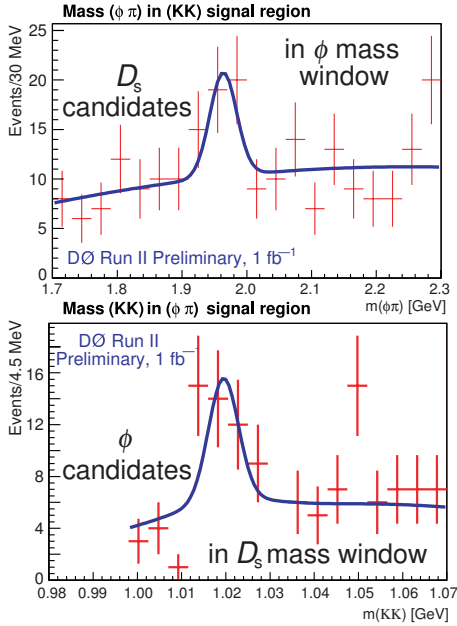 Mass (ϕ π) in (KK) signal region
Events/30 MeV
25
20
15
10
5
0
D_s candidates
in ϕ mass window
DØ Run II Preliminary, 1 fb⁻¹
1.7 1.8 1.9 2.0 2.1 2.2 2.3
m(ϕπ) [GeV]
Mass (KK) in (ϕ π) signal region
Events/4.5 MeV
DØ Run II
Preliminary, 1 fb⁻¹
16
12
8
4
0
ϕ
candidates
in D_s mass window
0.98 0.99 1.00 1.01 1.02 1.03 1.04 1.05 1.06 1.07
m(KK) [GeV]